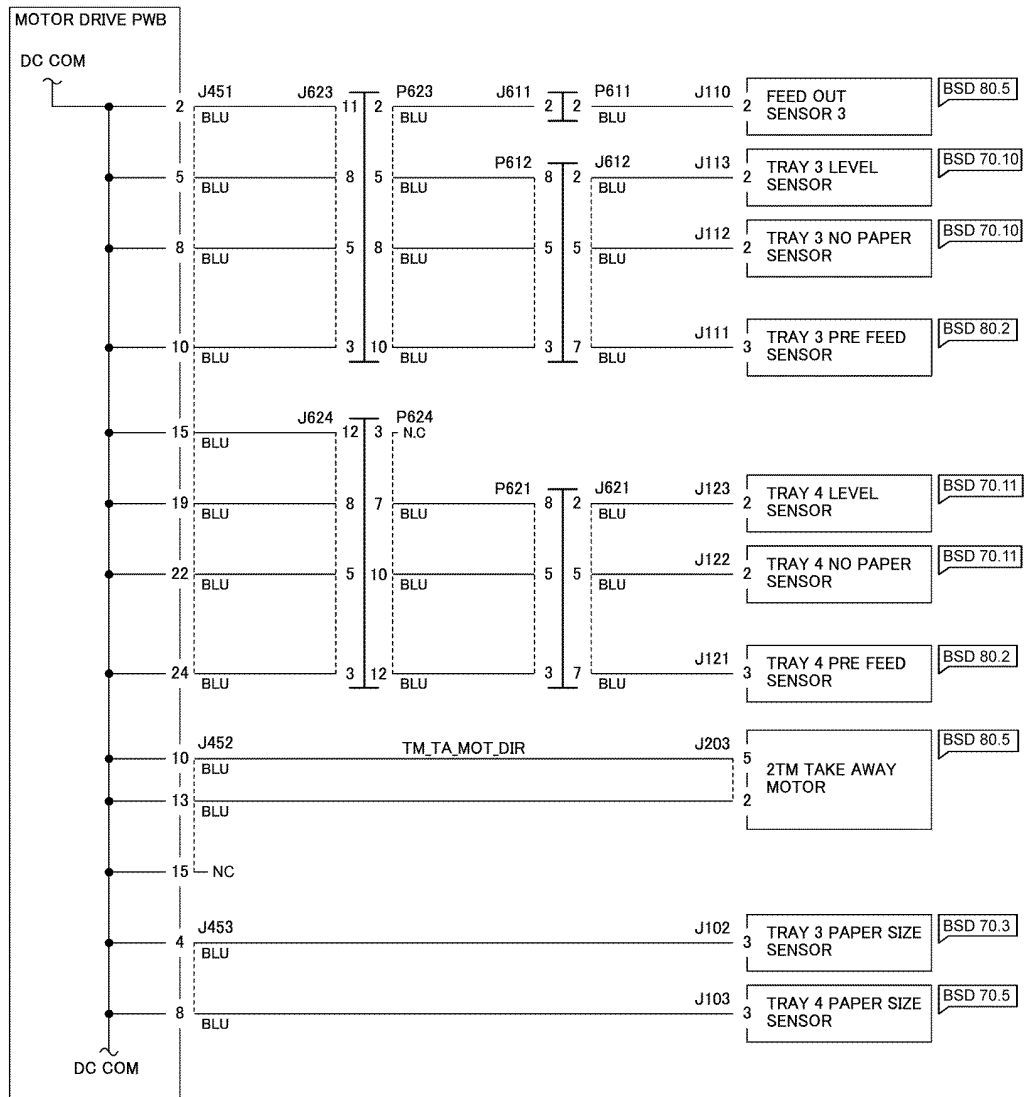 MOTOR DRIVE PWB
DC COM
2 J451 BLU J623 11 2 P623 BLU J611 2 2 P611 BLU J110 2 FEED OUT SENSOR 3 BSD 80.5
5 BLU 8 5 BLU P612 8 2 J612 BLU J113 2 TRAY 3 LEVEL SENSOR BSD 70.10
8 BLU 5 8 BLU 5 5 BLU J112 2 TRAY 3 NO PAPER SENSOR BSD 70.10
10 BLU 3 10 BLU 3 7 BLU J111 3 TRAY 3 PRE FEED SENSOR BSD 80.2
15 BLU J624 12 3 P624 N.C
19 BLU 8 7 BLU P621 8 2 J621 BLU J123 2 TRAY 4 LEVEL SENSOR BSD 70.11
22 BLU 5 10 BLU 5 5 BLU J122 2 TRAY 4 NO PAPER SENSOR BSD 70.11
24 BLU 3 12 BLU 3 7 BLU J121 3 TRAY 4 PRE FEED SENSOR BSD 80.2
10 J452 BLU TM_TA_MOT_DIR J203 5 2TM TAKE AWAY MOTOR BSD 80.5
13 BLU 2
15 NC
4 J453 BLU J102 3 TRAY 3 PAPER SIZE SENSOR BSD 70.3
8 BLU J103 3 TRAY 4 PAPER SIZE SENSOR BSD 70.5
DC COM